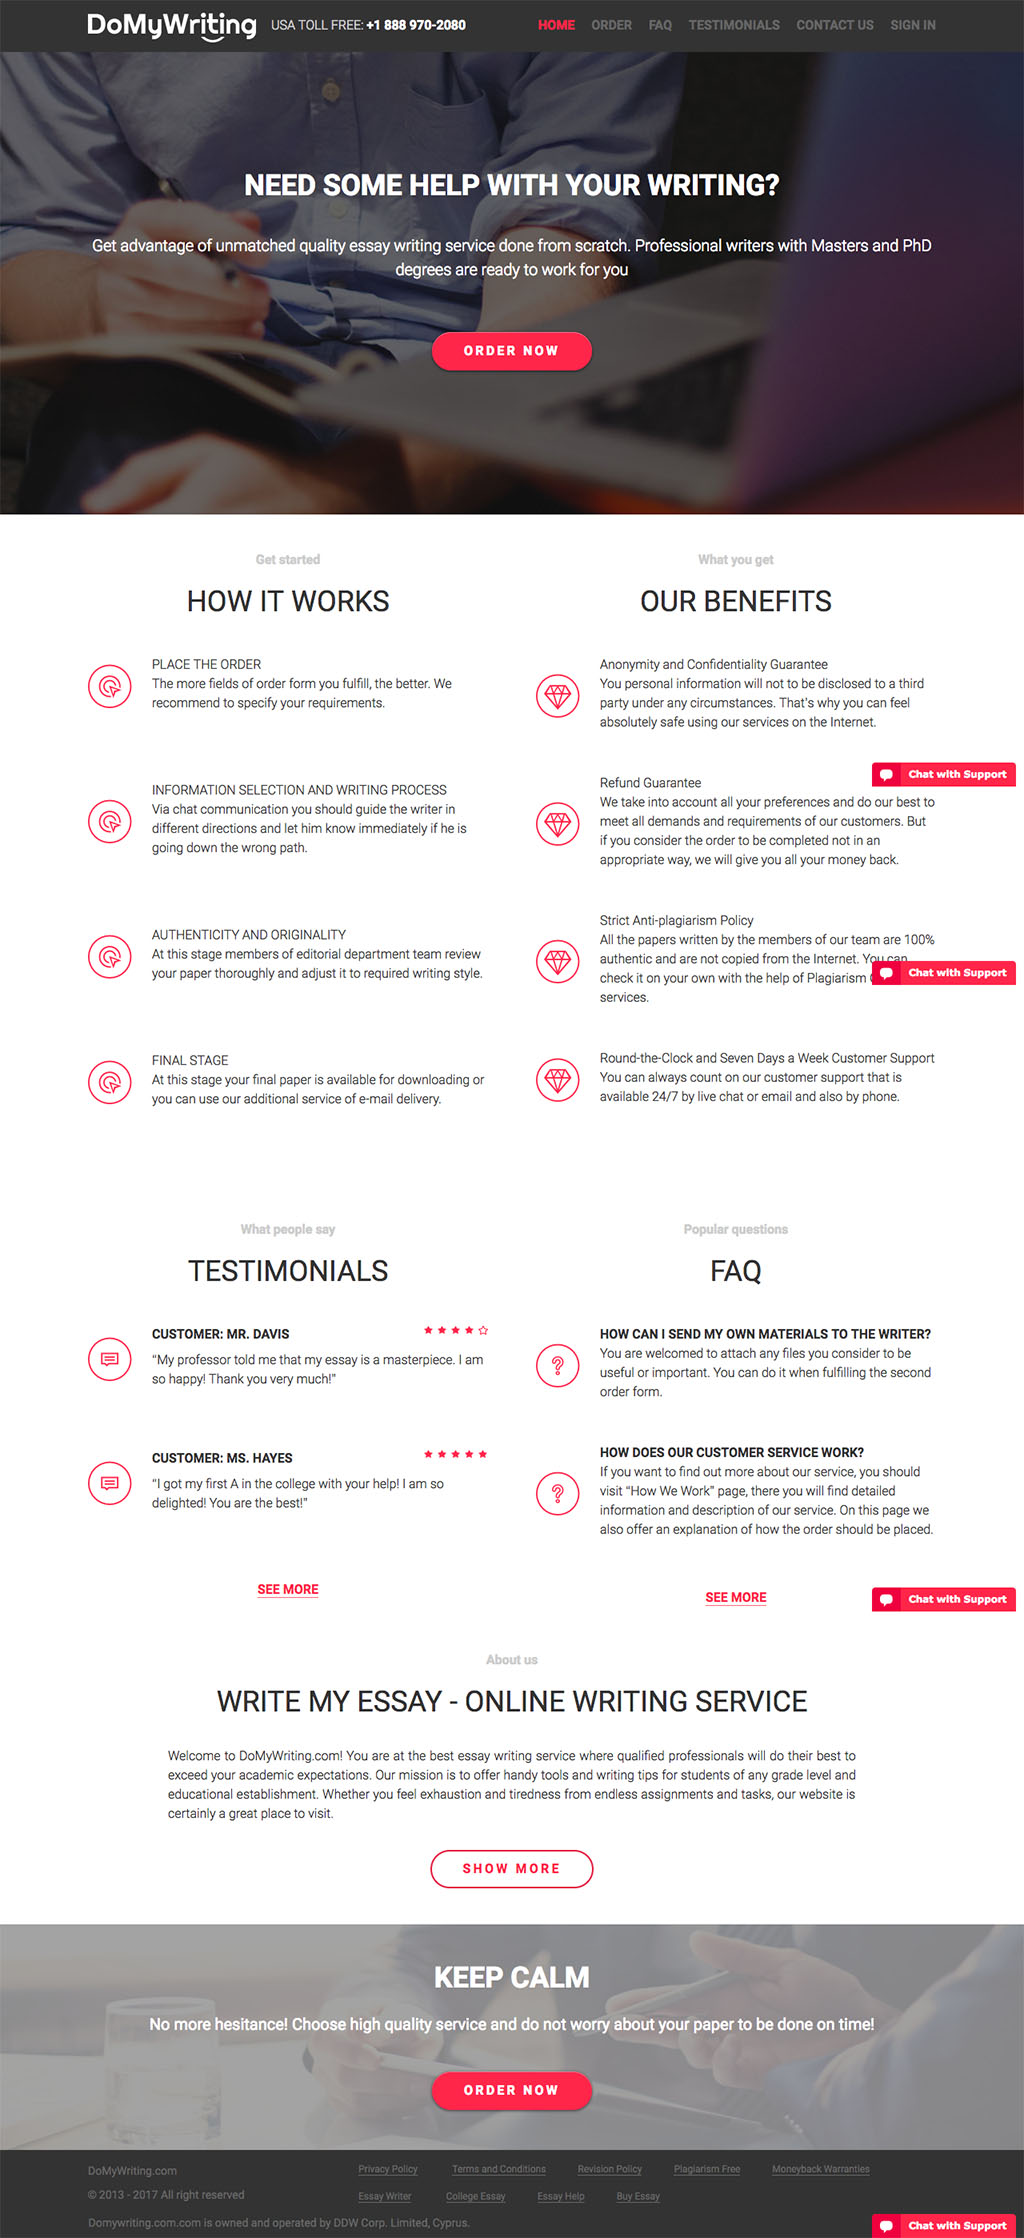 DoMyWriting USA TOLL FREE: +1 888 970-2080 HOME ORDER FAQ TESTIMONIALS CONTACT US SIGN IN
NEED SOME HELP WITH YOUR WRITING?
Get advantage of unmatched quality essay writing service done from scratch. Professional writers with Masters and PhD
degrees are ready to work for you
ORDER NOW
Get started
HOW IT WORKS
PLACE THE ORDER
The more fields of order form you fulfill, the better. We
recommend to specify your requirements.
INFORMATION SELECTION AND WRITING PROCESS
Via chat communication you should guide the writer in
different directions and let him know immediately if he is
going down the wrong path.
AUTHENTICITY AND ORIGINALITY
At this stage members of editorial department team review
your paper thoroughly and adjust it to required writing style.
FINAL STAGE
At this stage your final paper is available for downloading or
you can use our additional service of e-mail delivery.
What you get
OUR BENEFITS
Anonymity and Confidentiality Guarantee
You personal information will not to be disclosed to a third
party under any circumstances. That's why you can feel
absolutely safe using our services on the Internet.
Chat with Support
Refund Guarantee
We take into account all your preferences and do our best to
meet all demands and requirements of our customers. But
if you consider the order to be completed not in an
appropriate way, we will give you all your money back.
Strict Anti-plagiarism Policy
All the papers written by the members of our team are 100%
authentic and are not copied from the Internet. You can
check it on your own with the help of Plagiarism
Chat with Support
services.
Round-the-Clock and Seven Days a Week Customer Support
You can always count on our customer support that is
available 24/7 by live chat or email and also by phone.
What people say
TESTIMONIALS
CUSTOMER: MR. DAVIS
“My professor told me that my essay is a masterpiece. I am
so happy! Thank you very much!"
CUSTOMER: MS. HAYES
“I got my first A in the college with your help! I am so
delighted! You are the best!"
SEE MORE
Popular questions
FAQ
HOW CAN I SEND MY OWN MATERIALS TO THE WRITER?
You are welcomed to attach any files you consider to be
useful or important. You can do it when fulfilling the second
order form.
HOW DOES OUR CUSTOMER SERVICE WORK?
If you want to find out more about our service, you should
visit “How We Work” page, there you will find detailed
information and description of our service. On this page we
also offer an explanation of how the order should be placed.
SEE MORE
Chat with Support
About us
WRITE MY ESSAY - ONLINE WRITING SERVICE
Welcome to DoMyWriting.com! You are at the best essay writing service where qualified professionals will do their best to
exceed your academic expectations. Our mission is to offer handy tools and writing tips for students of any grade level and
educational establishment. Whether you feel exhaustion and tiredness from endless assignments and tasks, our website is
certainly a great place to visit.
SHOW MORE
KEEP CALM
No more hesitance! Choose high quality service and do not worry about your paper to be done on time!
ORDER NOW
DoMyWriting.com
© 2013 - 2017 All right reserved
Privacy Policy Terms and Conditions Revision Policy Plagiarism Free Moneyback Warranties
Essay Writer College Essay Essay Help Buy Essay
Domywriting.com.com is owned and operated by DDW Corp. Limited, Cyprus.
Chat with Support